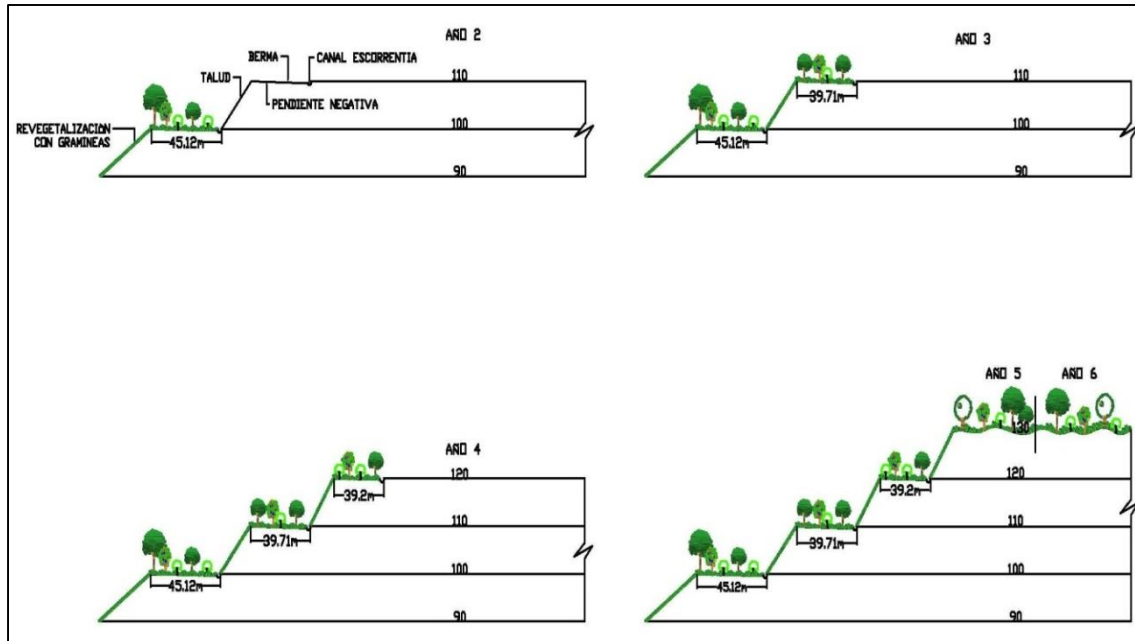 AÑO 2
BERMA
CANAL ESCORRENTIA
TALUD
110
PENDIENTE NEGATIVA
REVEGETALIZACION
CON GRAMINEAS
100
45.12m
90
AÑO 3
110
39.71m
100
45.12m
90
AÑO 4
120
39.2m
110
39.71m
100
45.12m
90
AÑO 5
AÑO 6
130
120
39.2m
110
39.71m
100
45.12m
90